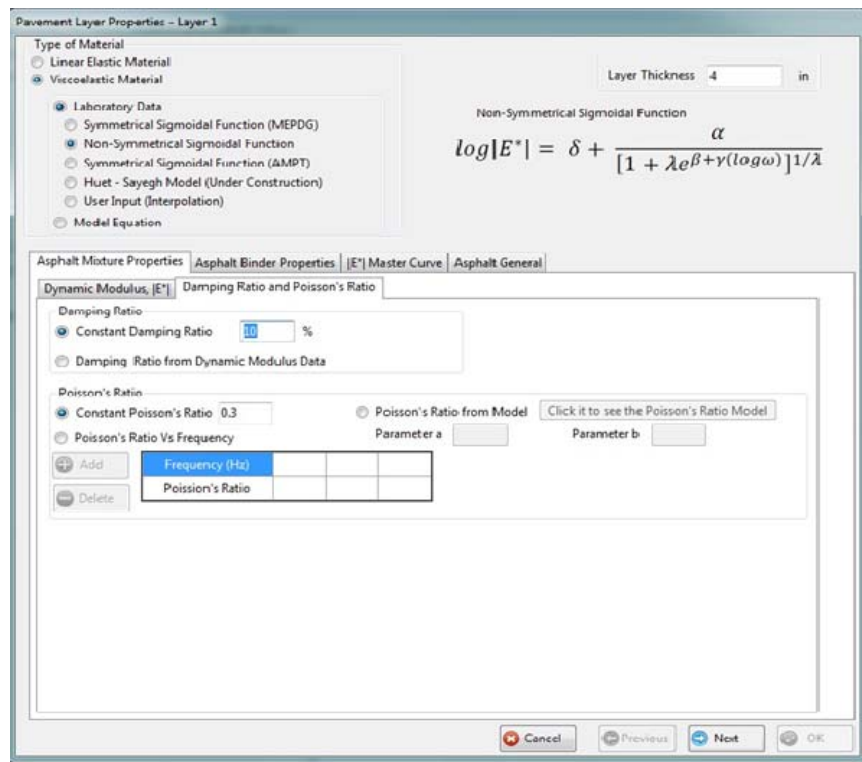 Pavement Layer Properties – Layer 1
Type of Material
Linear Elastic Material
Viscoelastic Material
Layer Thickness 4 in
Laboratory Data
Symmetrical Sigmoidal Function (MEPDG)
Non-Symmetrical Sigmoidal Function
Symmetrical Sigmoidal Function (AMPT)
Huet - Sayegh Model (Under Construction)
User Input (Interpolation)
Model Equation
Non-Symmetrical Sigmoidal Function
log|E*| = δ + α / [1 + λe^{β+γ(logω)}]^{1/λ}
Asphalt Mixture Properties Asphalt Binder Properties |E*| Master Curve Asphalt General
Dynamic Modulus, |E*| Damping Ratio and Poisson's Ratio
Damping Ratio
Constant Damping Ratio 10 %
Damping Ratio from Dynamic Modulus Data
Poisson's Ratio
Constant Poisson's Ratio 0.3 Poisson's Ratio from Model Click it to see the Poisson's Ratio Model
Poisson's Ratio Vs Frequency Parameter a Parameter b
Add Frequency (Hz)
Delete Poission's Ratio
Cancel Previous Next OK